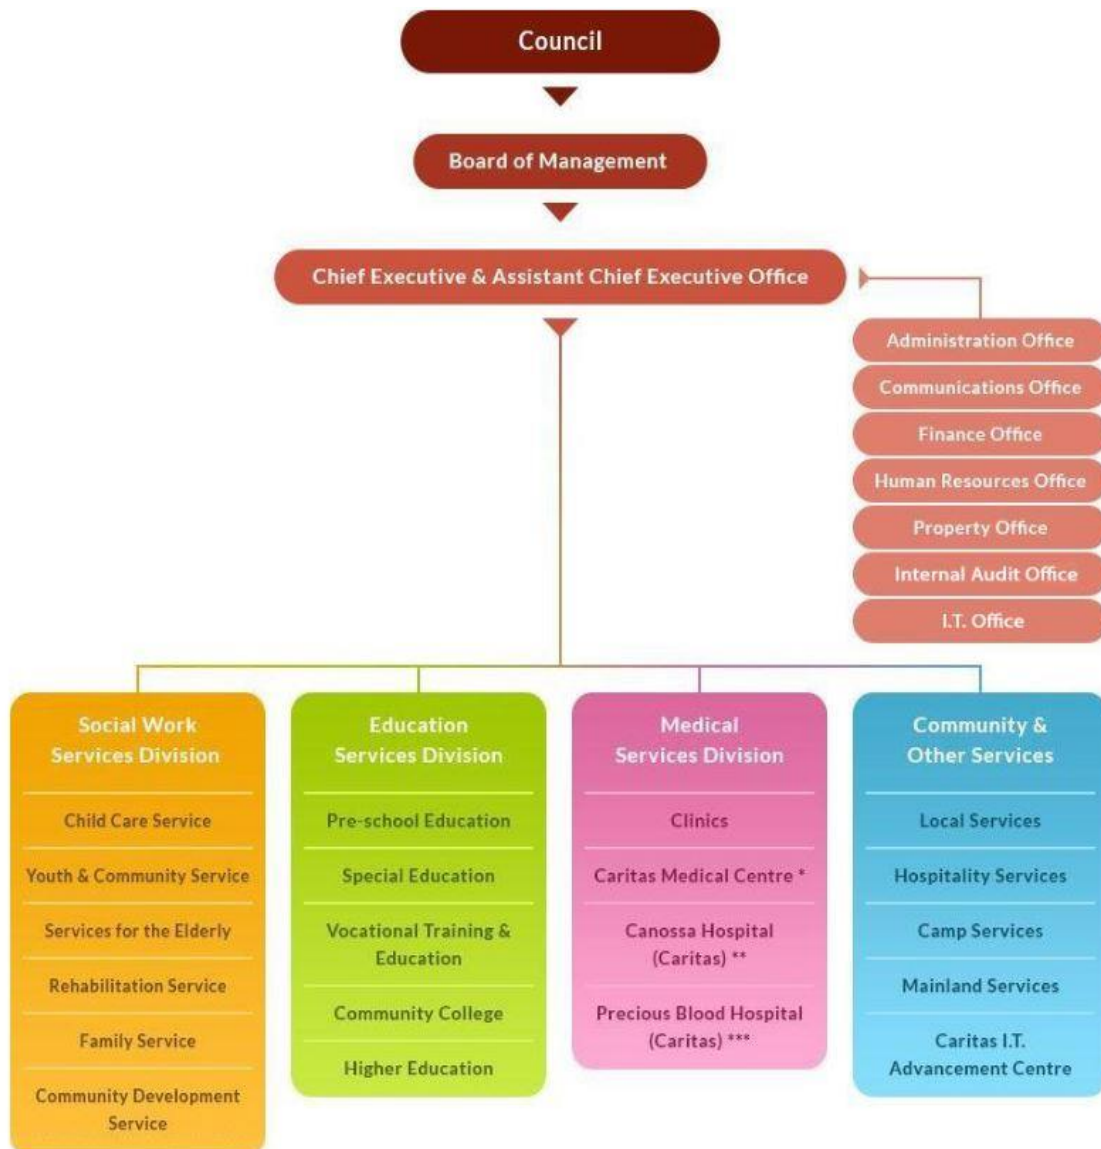 Council
Board of Management
Chief Executive & Assistant Chief Executive Office
Administration Office
Communications Office
Finance Office
Human Resources Office
Property Office
Internal Audit Office
I.T. Office
Social Work
Services Division
Child Care Service
Youth & Community Service
Services for the Elderly
Rehabilitation Service
Family Service
Community Development
Service
Education
Services Division
Pre-school Education
Special Education
Vocational Training &
Education
Community College
Higher Education
Medical
Services Division
Clinics
Caritas Medical Centre *
Canossa Hospital
(Caritas) **
Precious Blood Hospital
(Caritas) ***
Community &
Other Services
Local Services
Hospitality Services
Camp Services
Mainland Services
Caritas I.T.
Advancement Centre